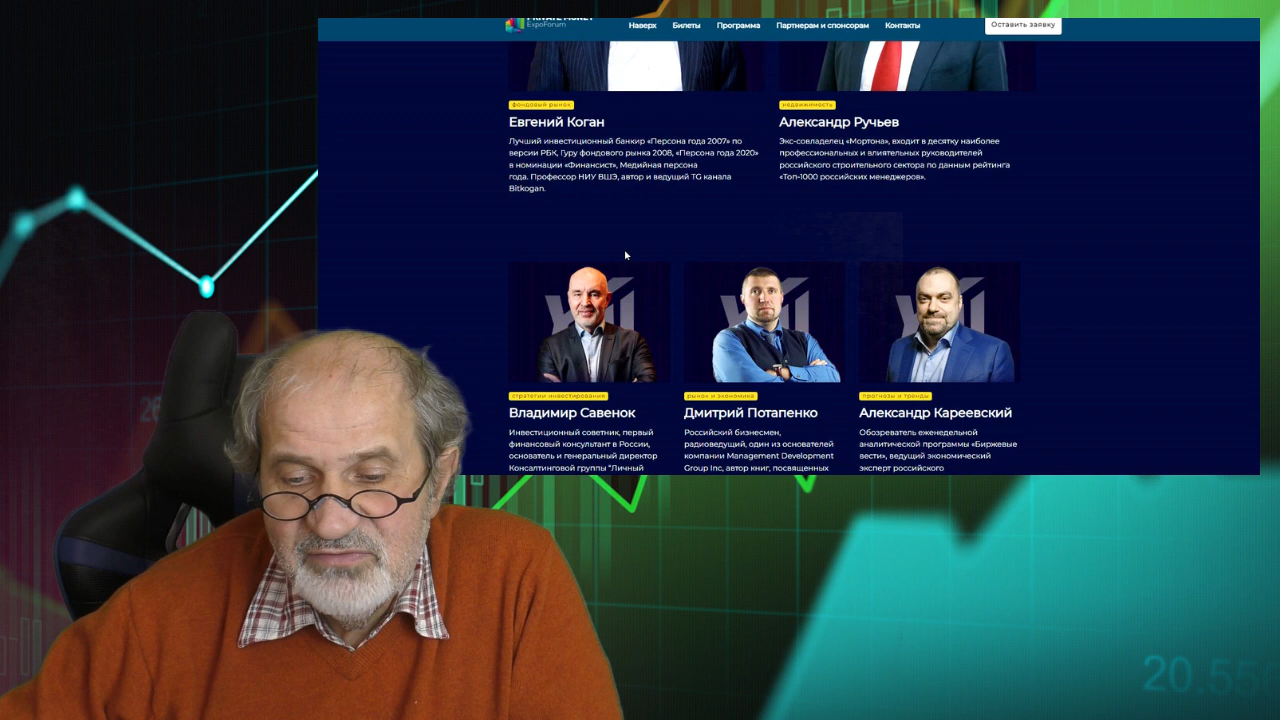 PRIVATE MONEY
ExpoForum
Наверх Билеты Программа Партнерам и спонсорам Контакты
Оставить заявку
фондовый рынок
Евгений Коган
Лучший инвестиционный банкир «Персона года 2007» по
версии РБК, Гуру фондового рынка 2008, «Персона года 2020»
в номинации «Финансист», Медийная персона
года. Профессор НИУ ВШЭ, автор и ведущий TG канала
Bitkogan.
недвижимость
Александр Ручьев
Экс-совладелец «Мортона», входит в десятку наиболее
профессиональных и влиятельных руководителей
российского строительного сектора по данным рейтинга
«Топ-1000 российских менеджеров».
стратегии инвестирования
Владимир Савенок
Инвестиционный советник, первый
финансовый консультант в России,
основатель и генеральный директор
Консалтинговой группы "Личный
рынок и экономика
Дмитрий Потапенко
Российский бизнесмен,
радиоведущий, один из основателей
компании Management Development
Group Inc, автор книг, посвященных
прогнозы и тренды
Александр Кареевский
Обозреватель еженедельной
аналитической программы «Биржевые
вести», ведущий экономический
эксперт российского
20.556